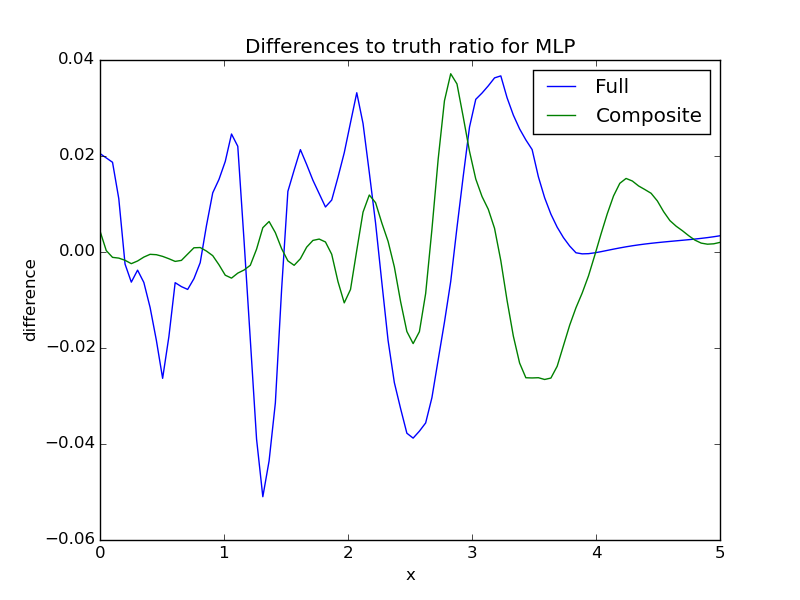 Differences to truth ratio for MLP
0.04
0.02
0.00
−0.02
−0.04
−0.06
difference
0 1 2 3 4 5
x
Full
Composite